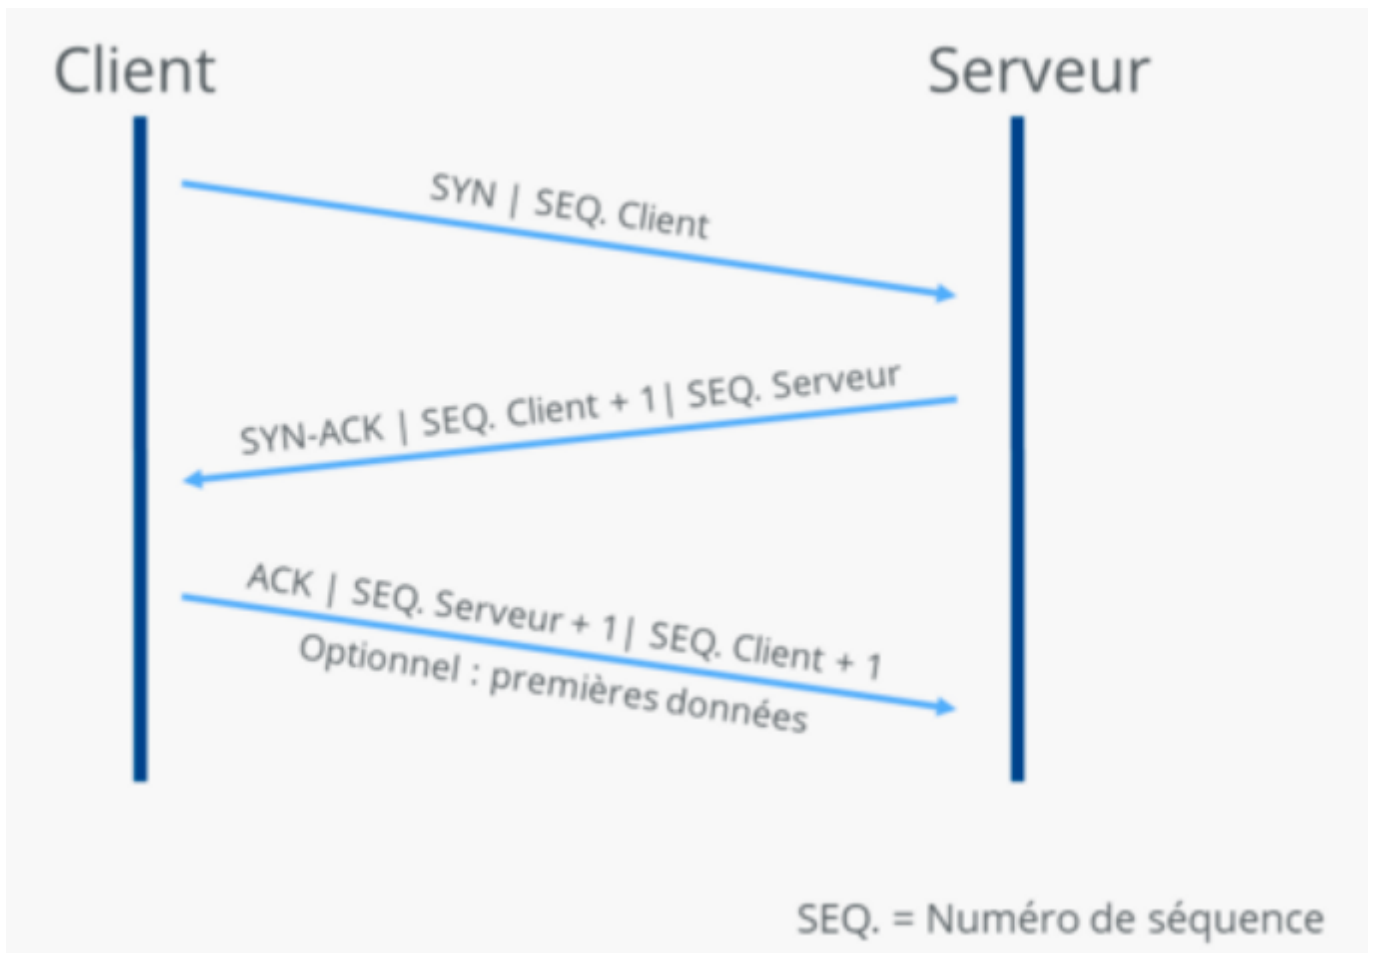 Client
Serveur
SYN | SEQ. Client
SYN-ACK | SEQ. Client + 1| SEQ. Serveur
ACK | SEQ. Serveur + 1| SEQ. Client + 1
Optionnel : premières données
SEQ. = Numéro de séquence